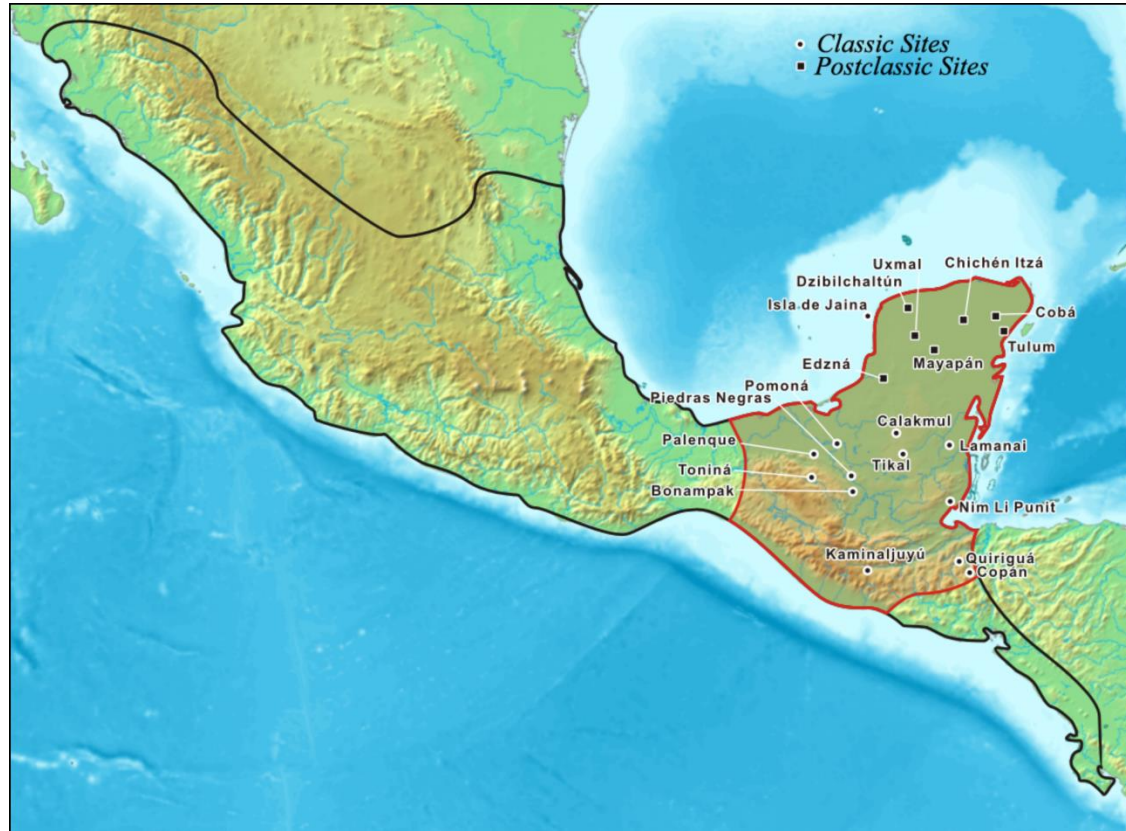 Classic Sites
Postclassic Sites
Uxmal
Chichén Itzá
Dzibilchaltún
Isla de Jaina
Cobá
Tulum
Mayapán
Edzná
Pomoná
Piedras Negras
Calakmul
Palenque
Lamanai
Tikal
Toniná
Bonampak
Nim Li Punit
Kaminaljuyú
Quiriguá
Copán